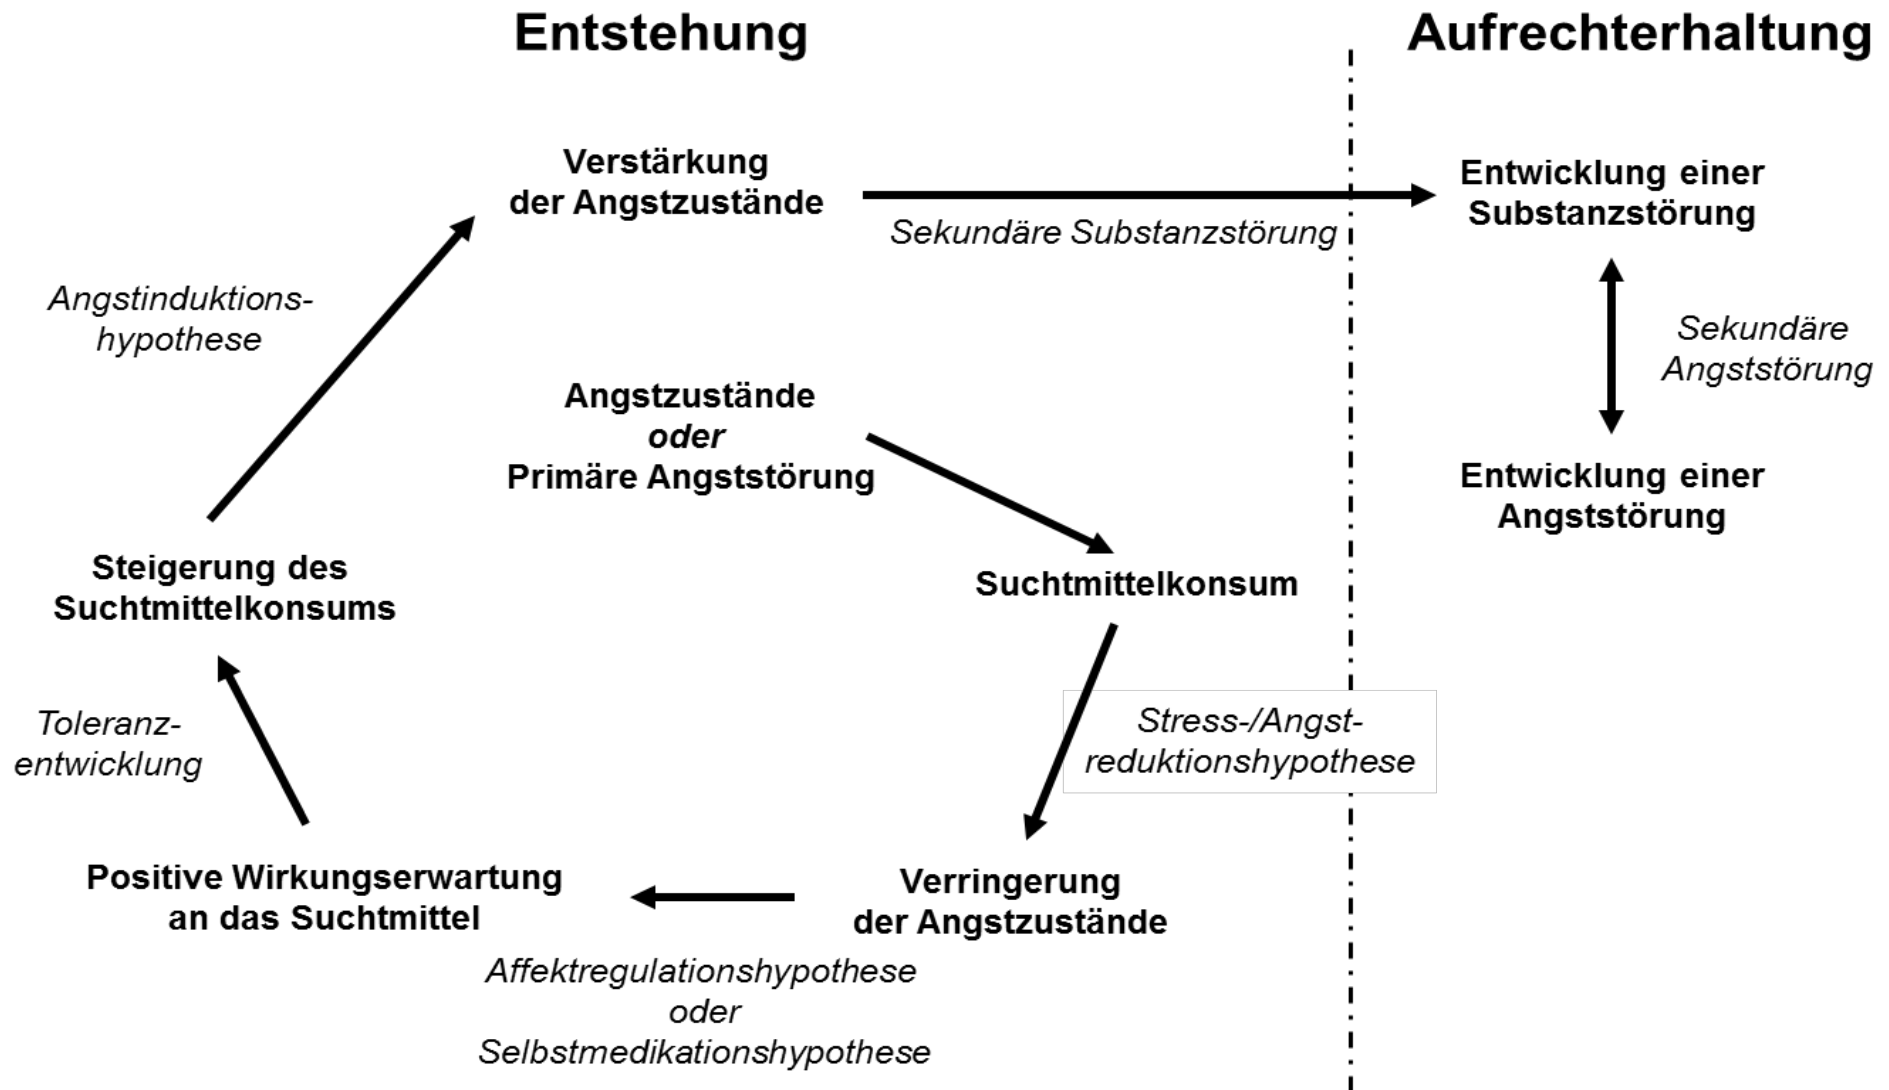 Entstehung
Aufrechterhaltung
Verstärkung
der Angstzustände
Sekundäre Substanzstörung
Entwicklung einer
Substanzstörung
Angstinduktions-
hypothese
Sekundäre
Angststörung
Angstzustände
oder
Primäre Angststörung
Entwicklung einer
Angststörung
Steigerung des
Suchtmittelkonsums
Suchtmittelkonsum
Toleranz-
entwicklung
Stress-/Angst-
reduktionshypothese
Positive Wirkungserwartung
an das Suchtmittel
Verringerung
der Angstzustände
Affektregulationshypothese
oder
Selbstmedikationshypothese